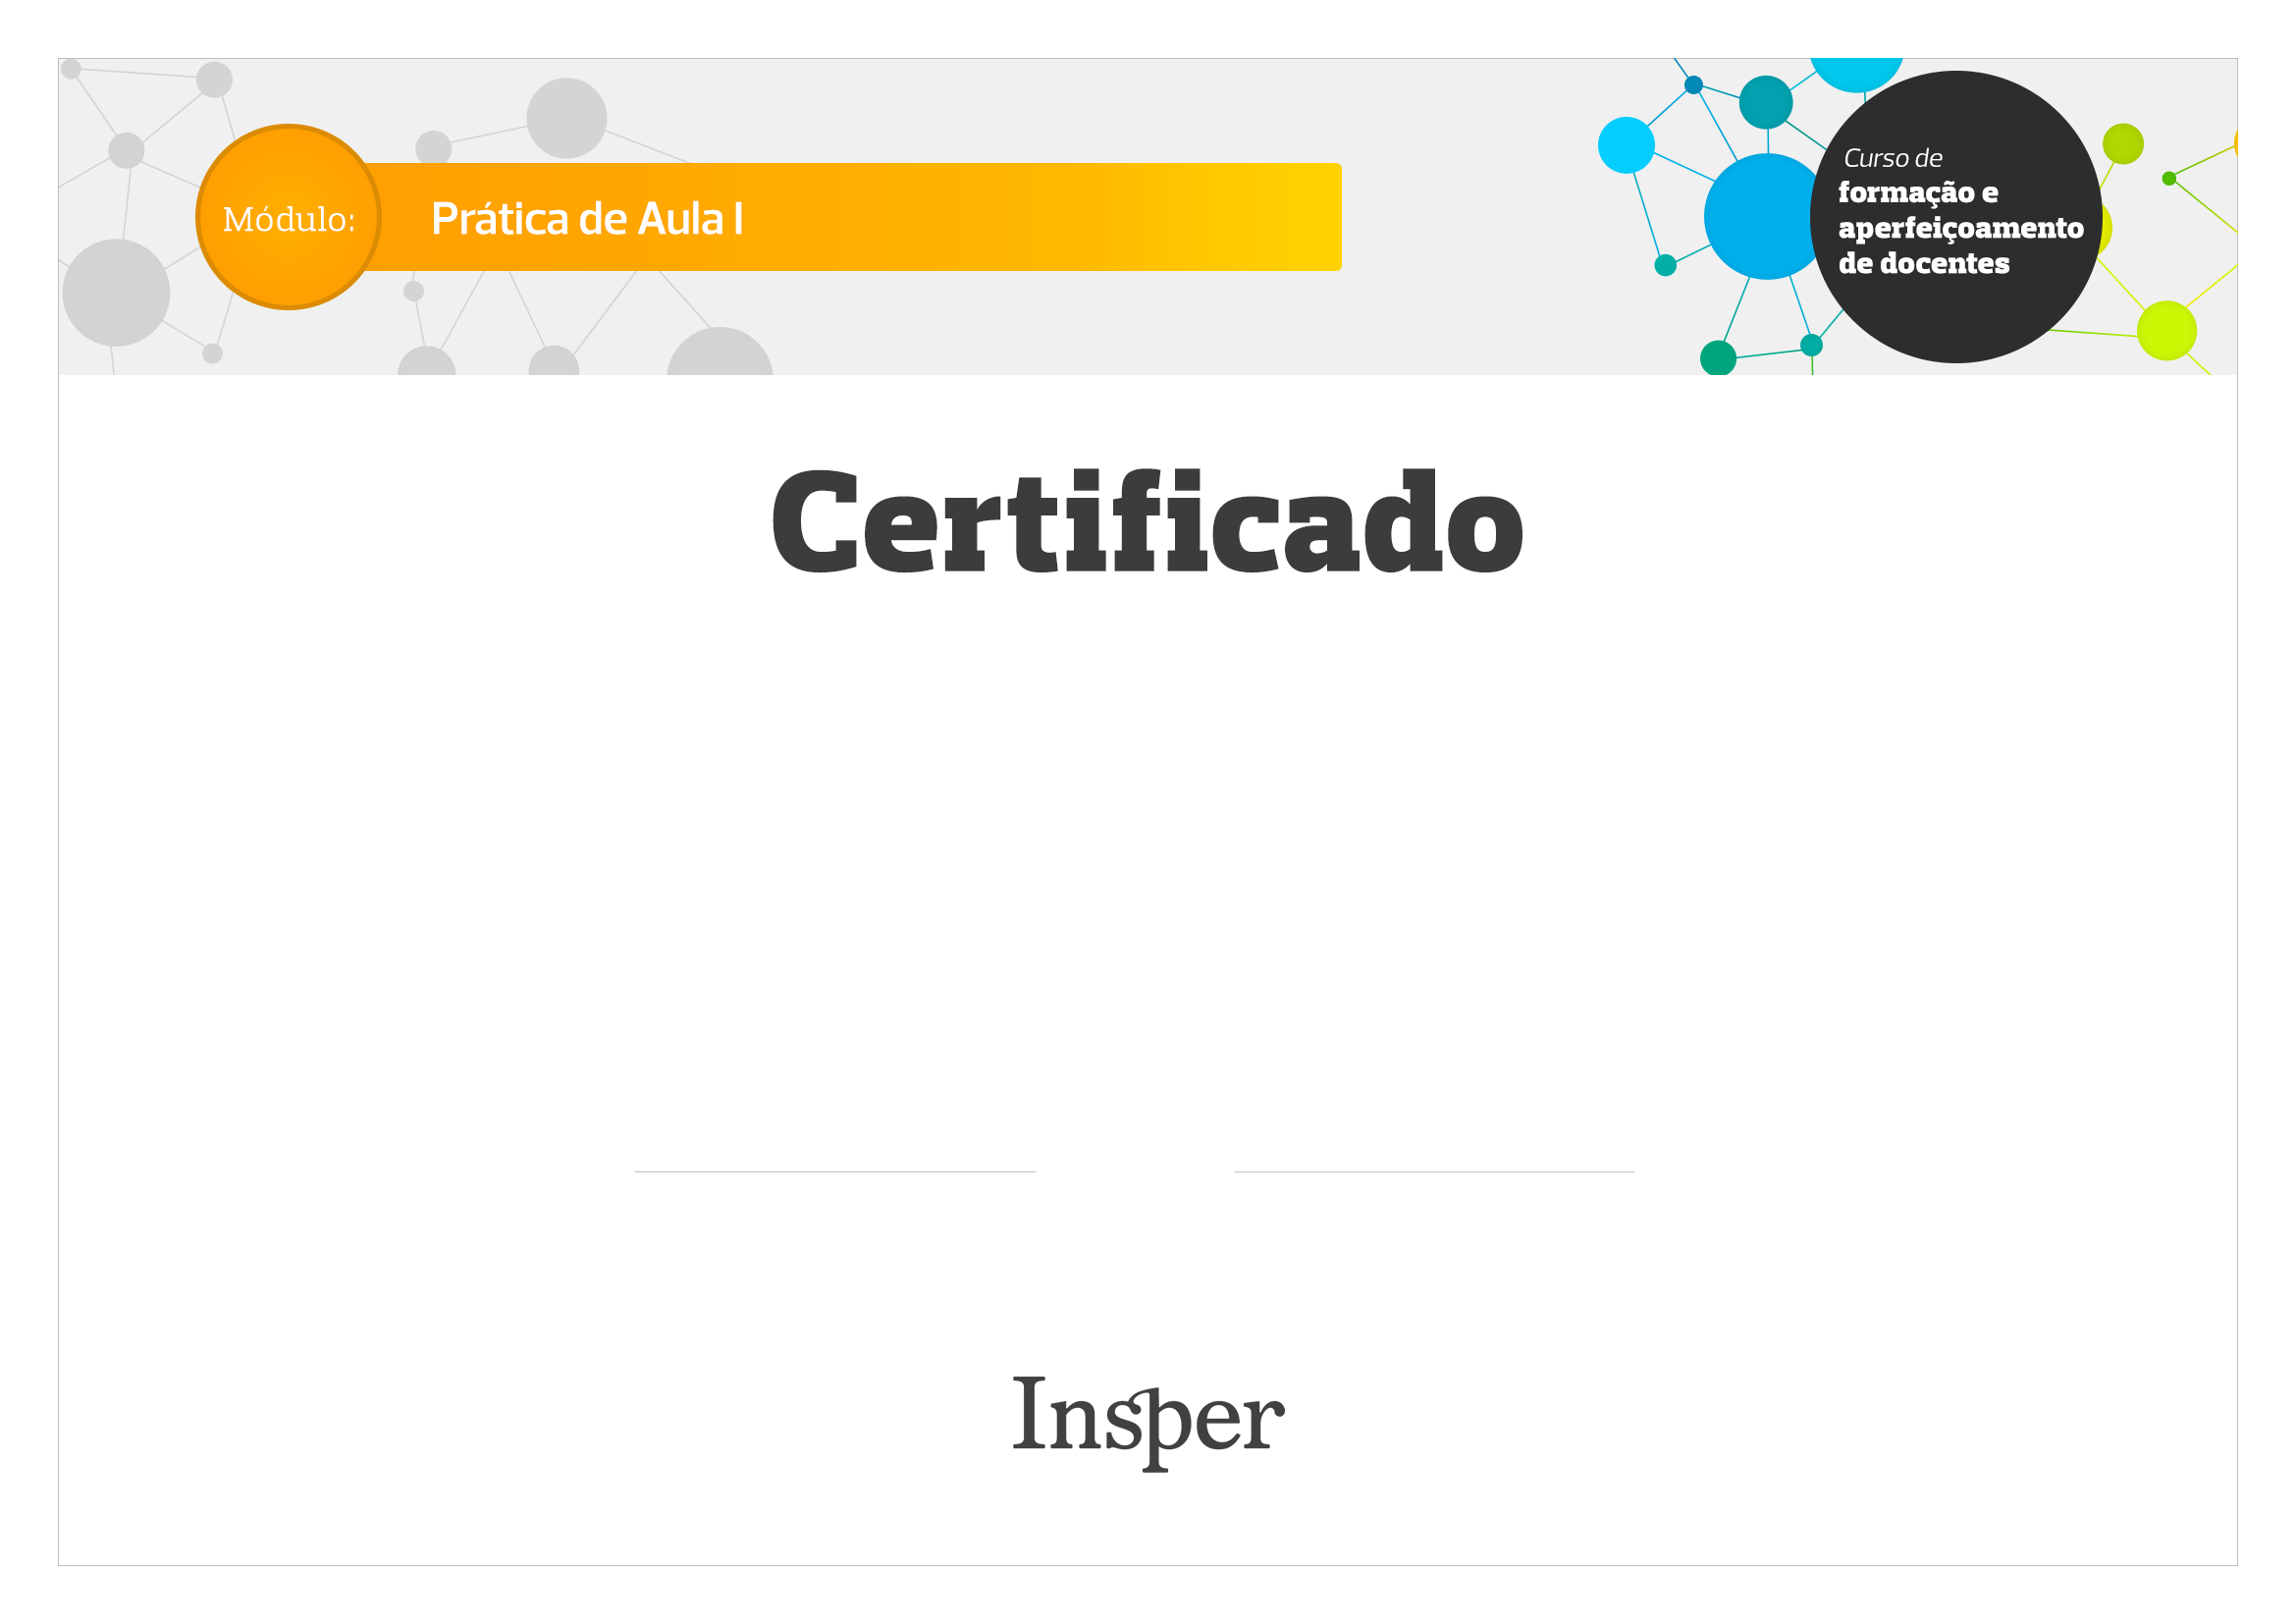 Módulo:
Prática de Aula I
Curso de
formação e
aperfeiçoamento
de docentes
Certificado
Insper